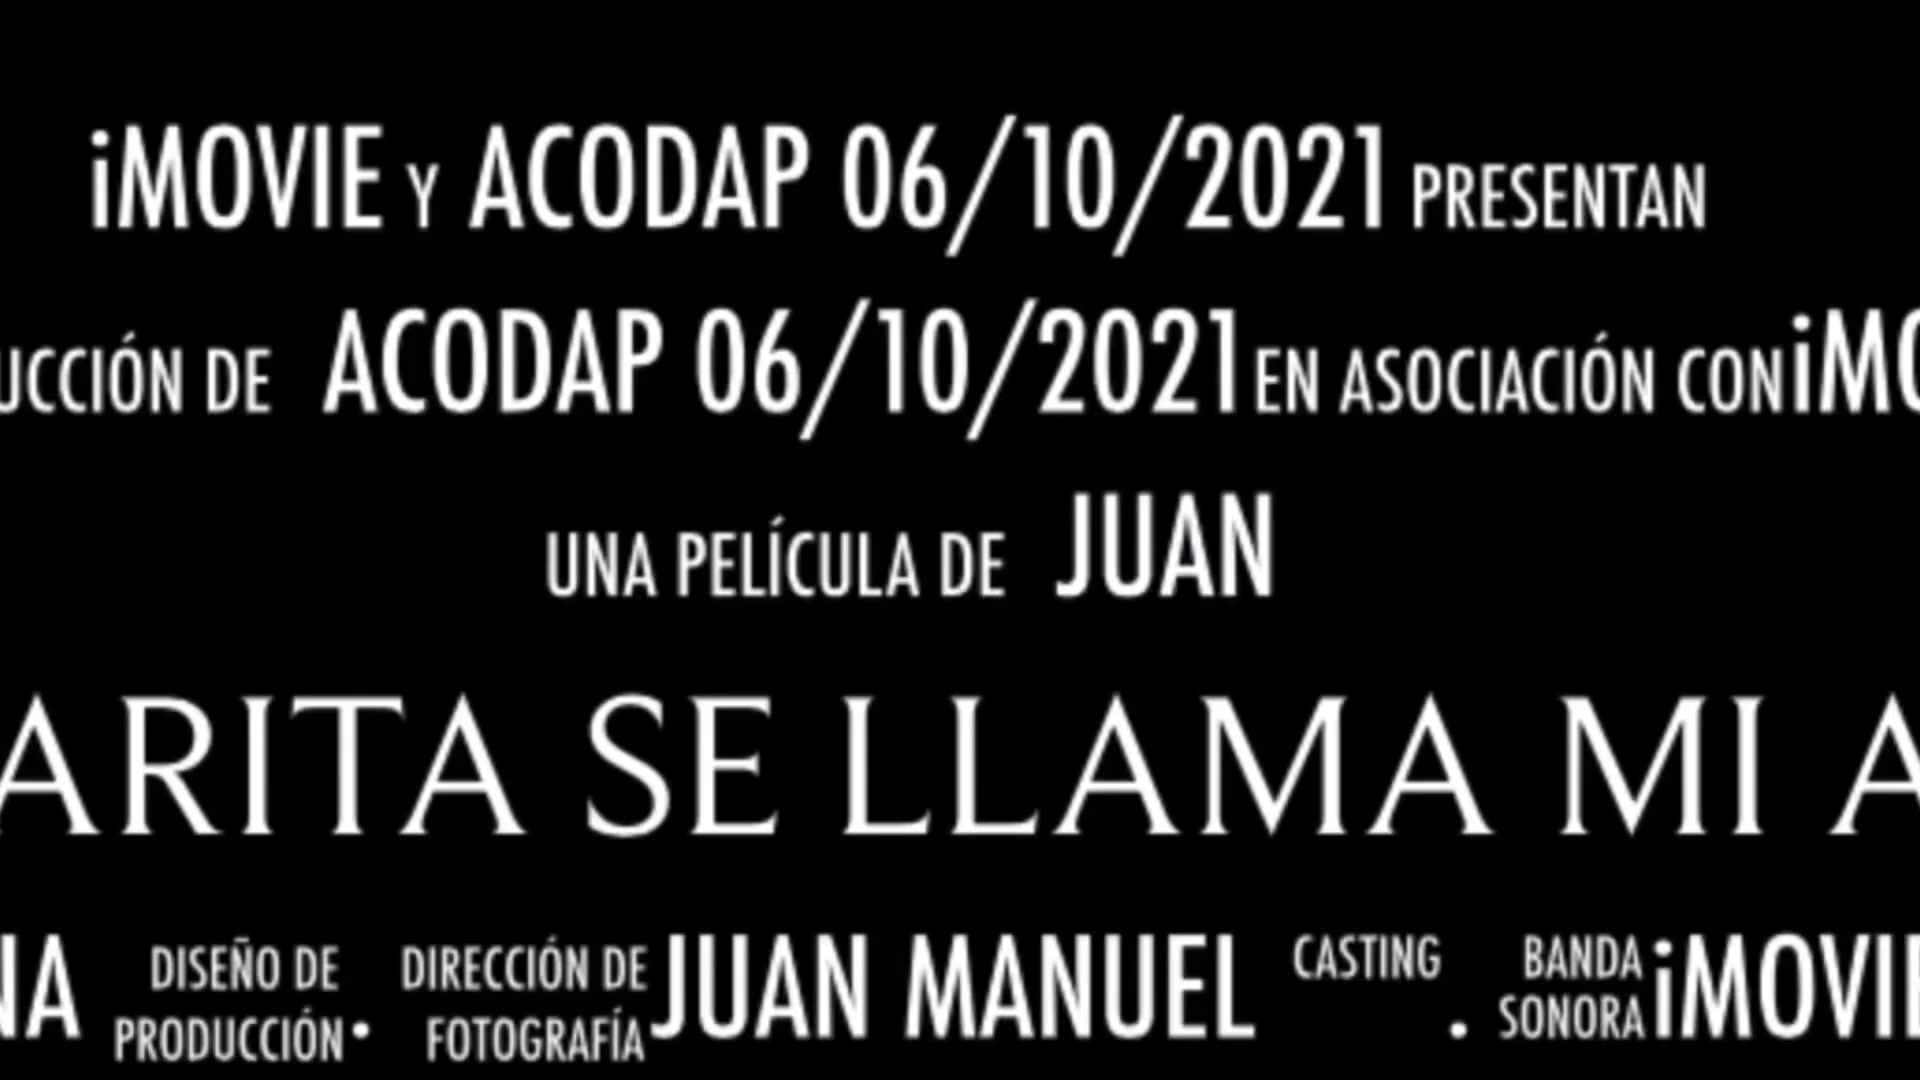 iMOVIE Y ACODAP 06/10/2021 PRESENTAN
UCCIÓN DE ACODAP 06/10/2021 EN ASOCIACIÓN CON iMO
UNA PELÍCULA DE JUAN
ARITA SE LLAMA MI A
NA DISEÑO DE PRODUCCIÓN • DIRECCIÓN DE FOTOGRAFÍA JUAN MANUEL CASTING . BANDA SONORA iMOVIE